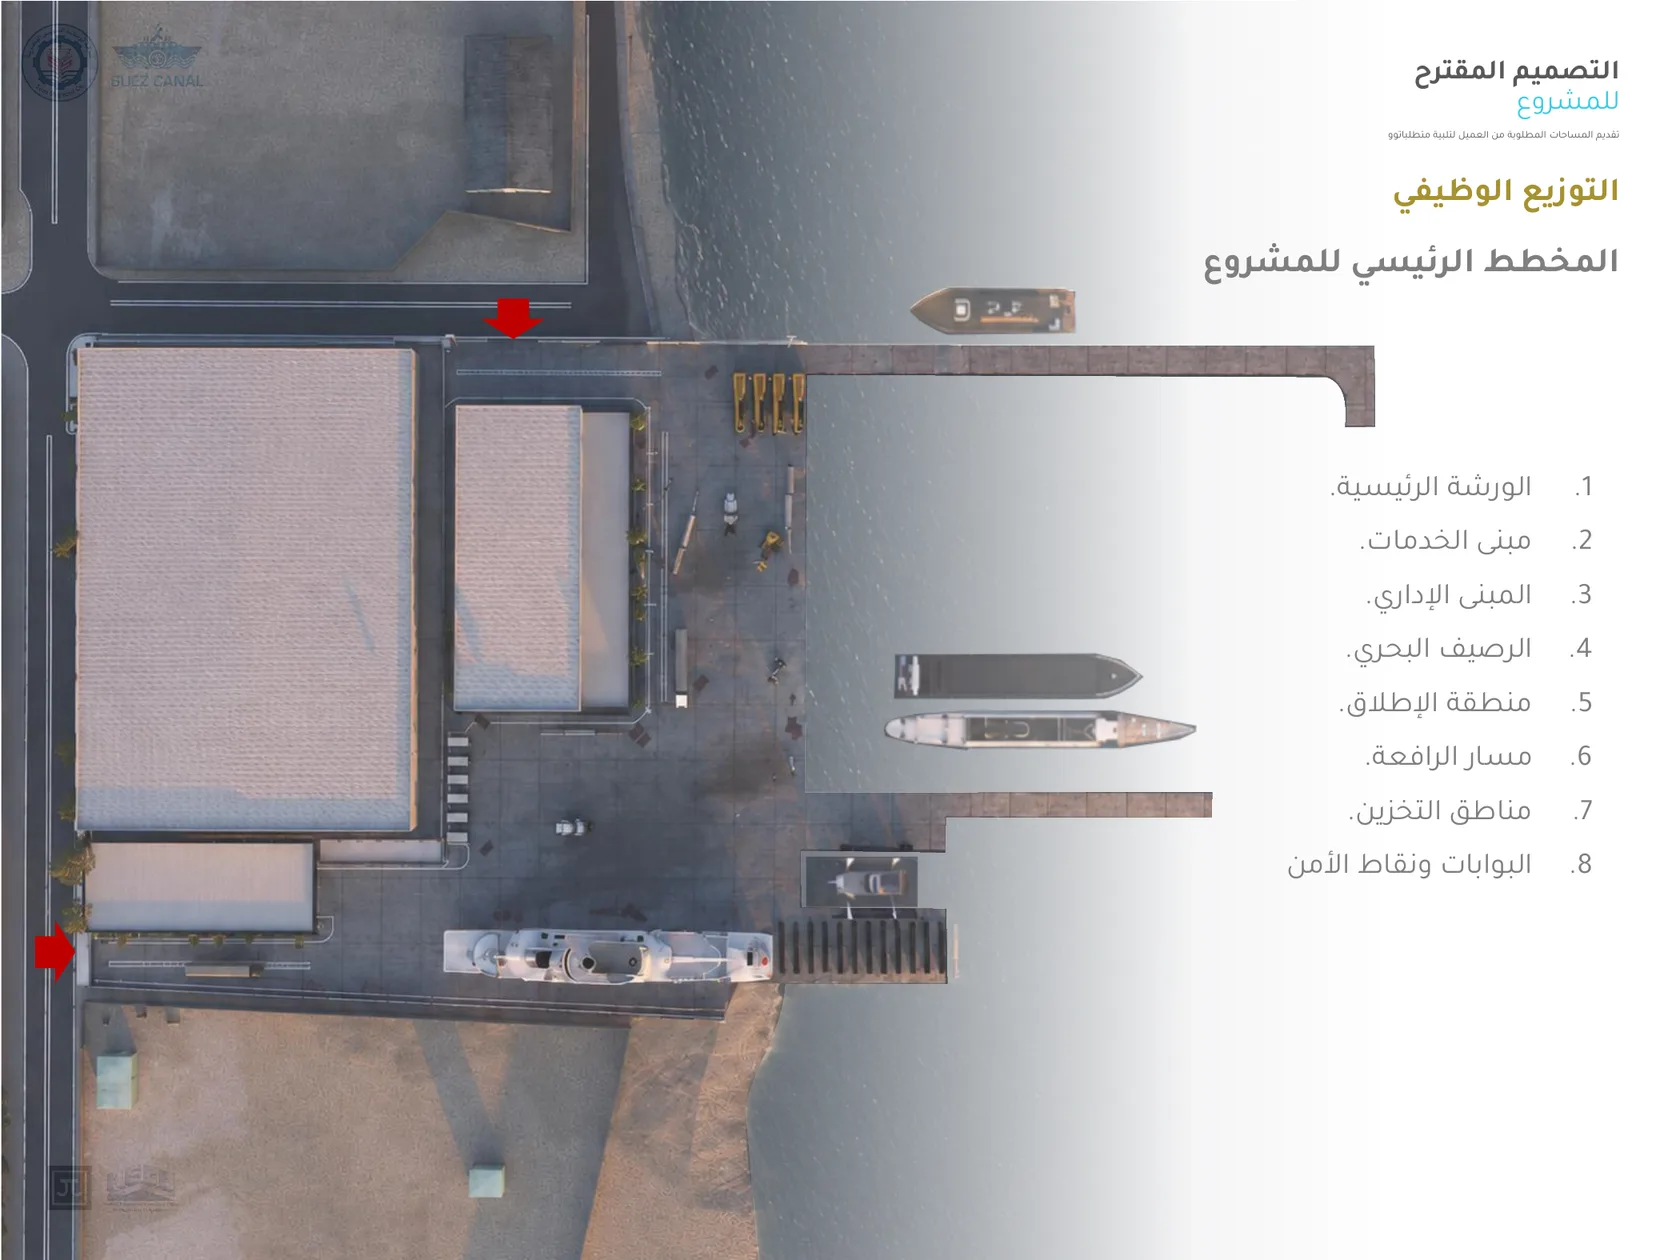 SUEZ CANAL
التصميم المقترح
للمشروع
تقديم المساحات المطلوبة من العميل لتلبية متطلباتوو
التوزيع الوظيفي
المخطط الرئيسي للمشروع
1. الورشة الرئيسية.
2. مبنى الخدمات.
3. المبنى الإداري.
4. الرصيف البحري.
5. منطقة الإطلاق.
6. مسار الرافعة.
7. مناطق التخزين.
8. البوابات ونقاط الأمن